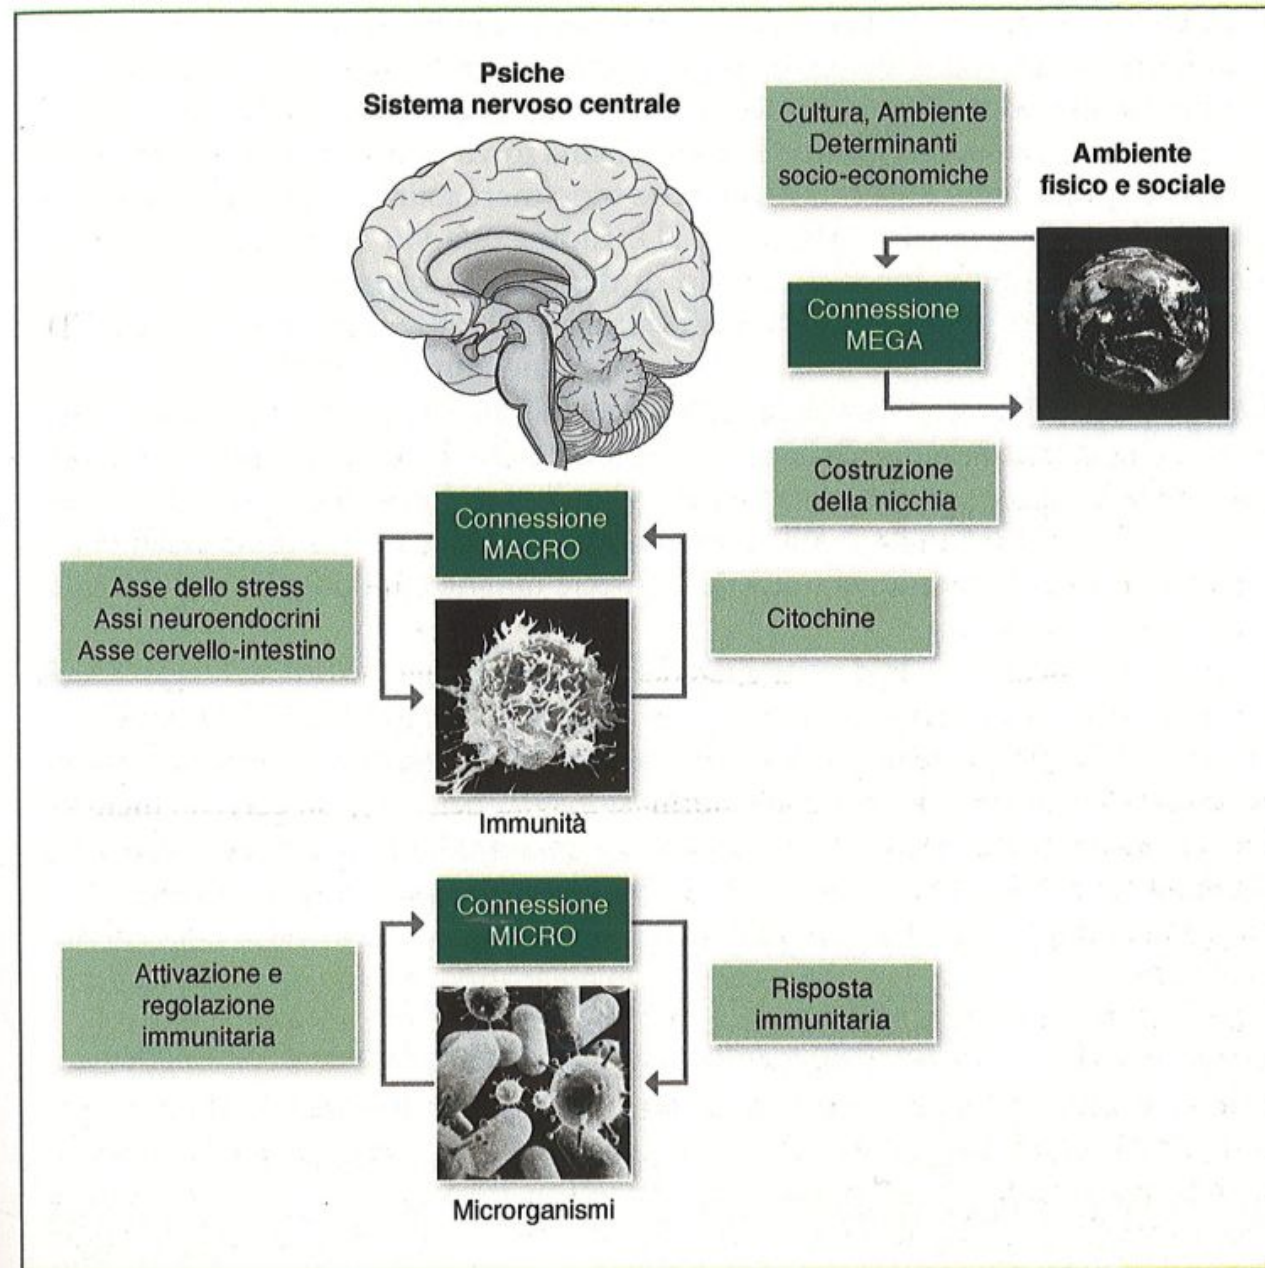 Psiche
Sistema nervoso centrale
Cultura, Ambiente
Determinanti
socio-economiche
Ambiente
fisico e sociale
Connessione
MEGA
Costruzione
della nicchia
Connessione
MACRO
Asse dello stress
Assi neuroendocrini
Asse cervello-intestino
Citochine
Immunità
Connessione
MICRO
Attivazione e
regolazione
immunitaria
Risposta
immunitaria
Microrganismi